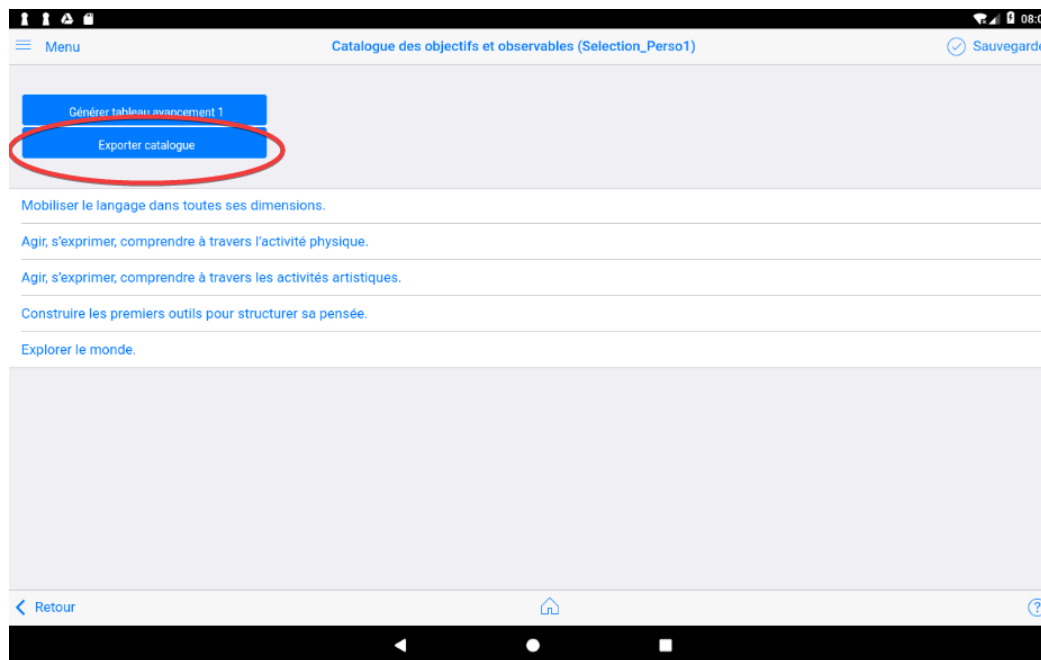 08:0
Menu
Catalogue des objectifs et observables (Selection_Perso1)
Sauvegarde
Générer tableau avancement 1
Exporter catalogue
Mobiliser le langage dans toutes ses dimensions.
Agir, s'exprimer, comprendre à travers l'activité physique.
Agir, s'exprimer, comprendre à travers les activités artistiques.
Construire les premiers outils pour structurer sa pensée.
Explorer le monde.
Retour
?